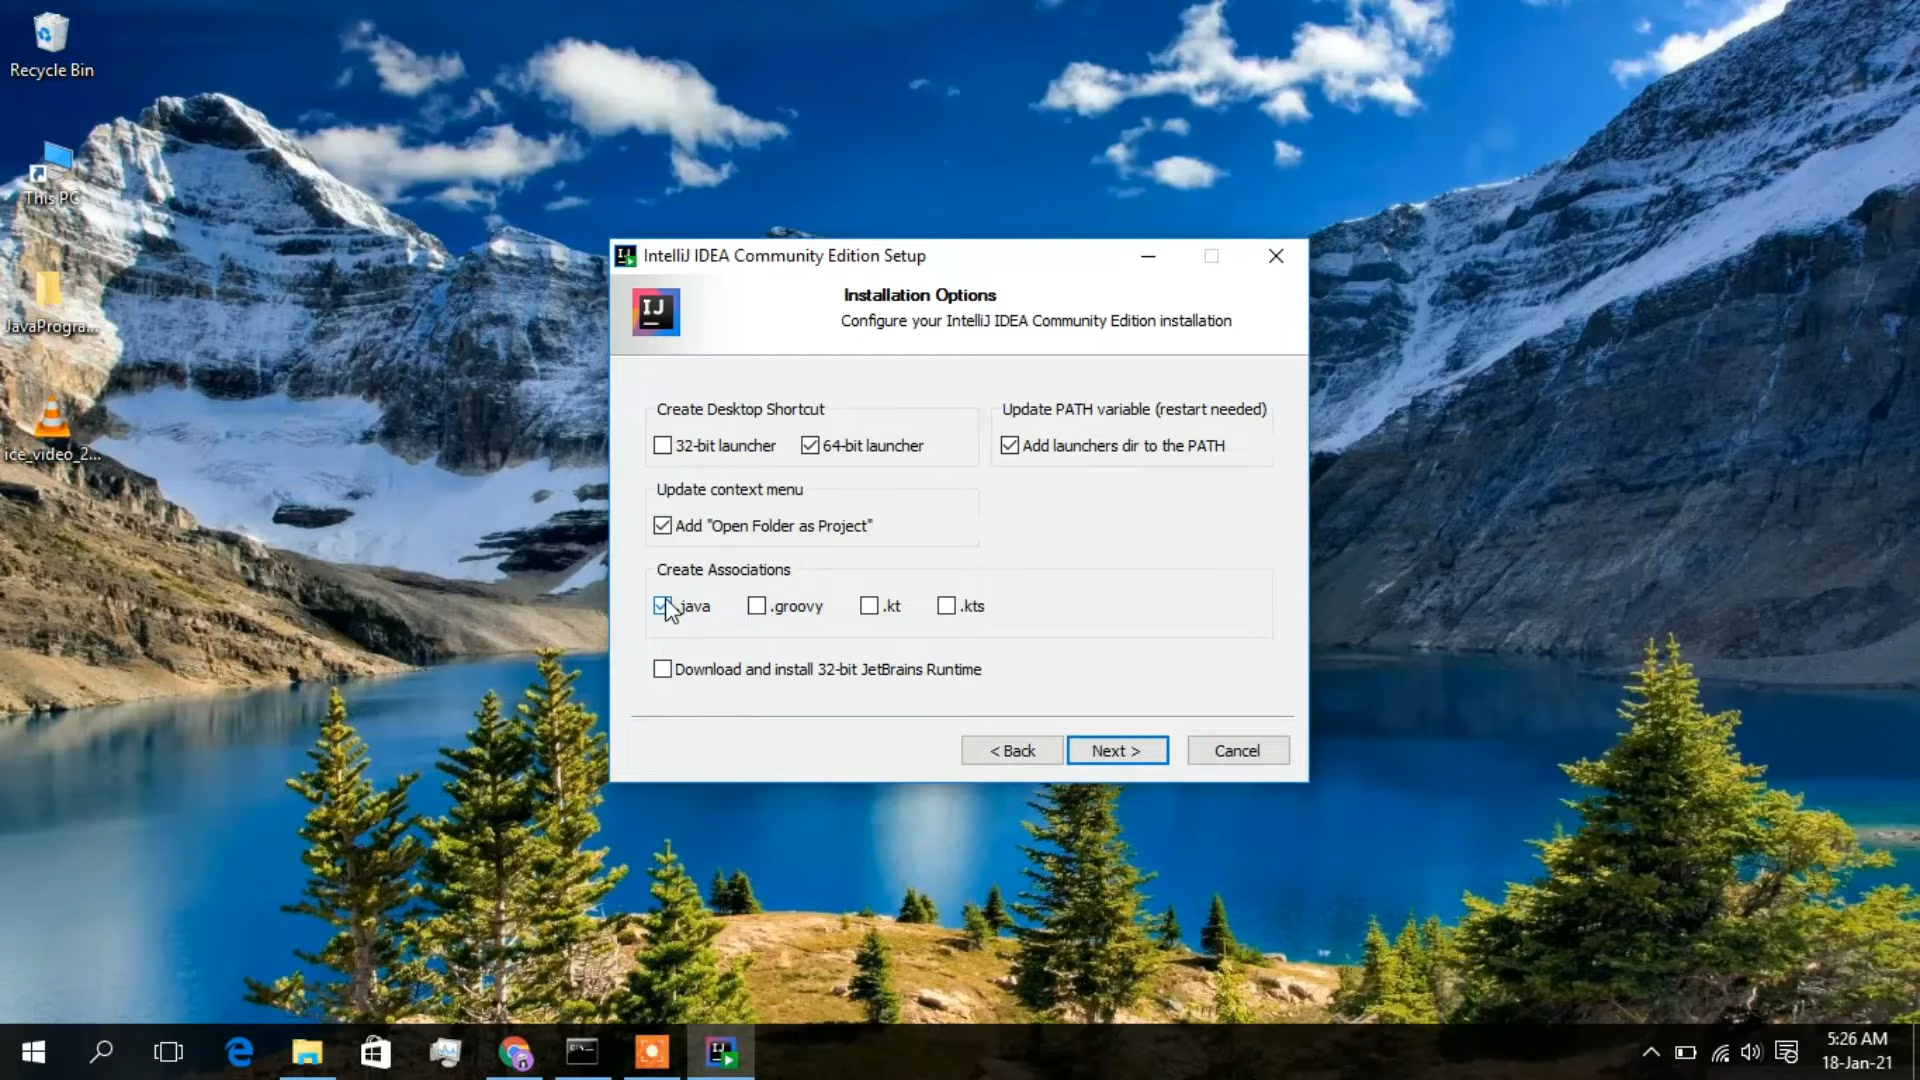 Recycle Bin
This PC
JavaProgra...
ice_video_2...
IntelliJ IDEA Community Edition Setup
IJ
Installation Options
Configure your IntelliJ IDEA Community Edition installation
Create Desktop Shortcut
32-bit launcher
64-bit launcher
Update PATH variable (restart needed)
Add launchers dir to the PATH
Update context menu
Add "Open Folder as Project"
Create Associations
.java
.groovy
.kt
.kts
Download and install 32-bit JetBrains Runtime
< Back
Next >
Cancel
5:26 AM
18-Jan-21